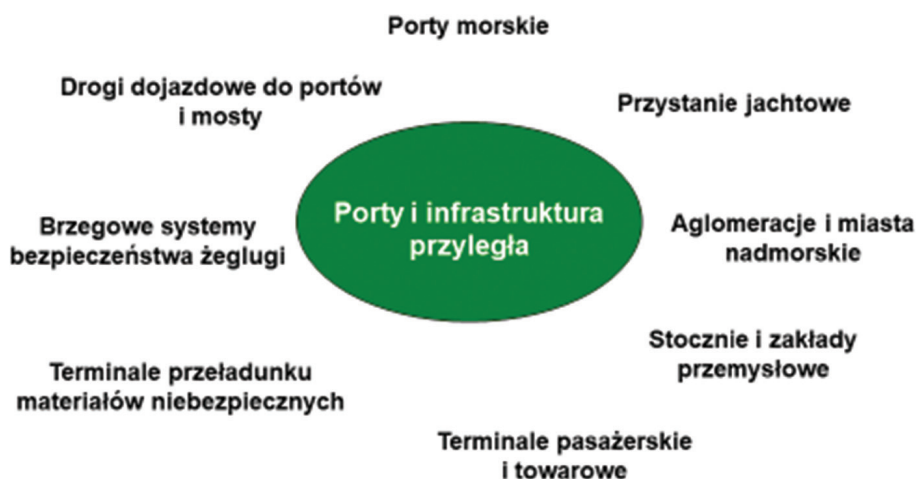 Porty morskie
Drogi dojazdowe do portów
i mosty
Przystanie jachtowe
Porty i infrastruktura
przyległa
Brzegowe systemy
bezpieczeństwa żeglugi
Aglomeracje i miasta
nadmorskie
Stocznie i zakłady
przemysłowe
Terminale przeładunku
materiałów niebezpiecznych
Terminale pasażerskie
i towarowe